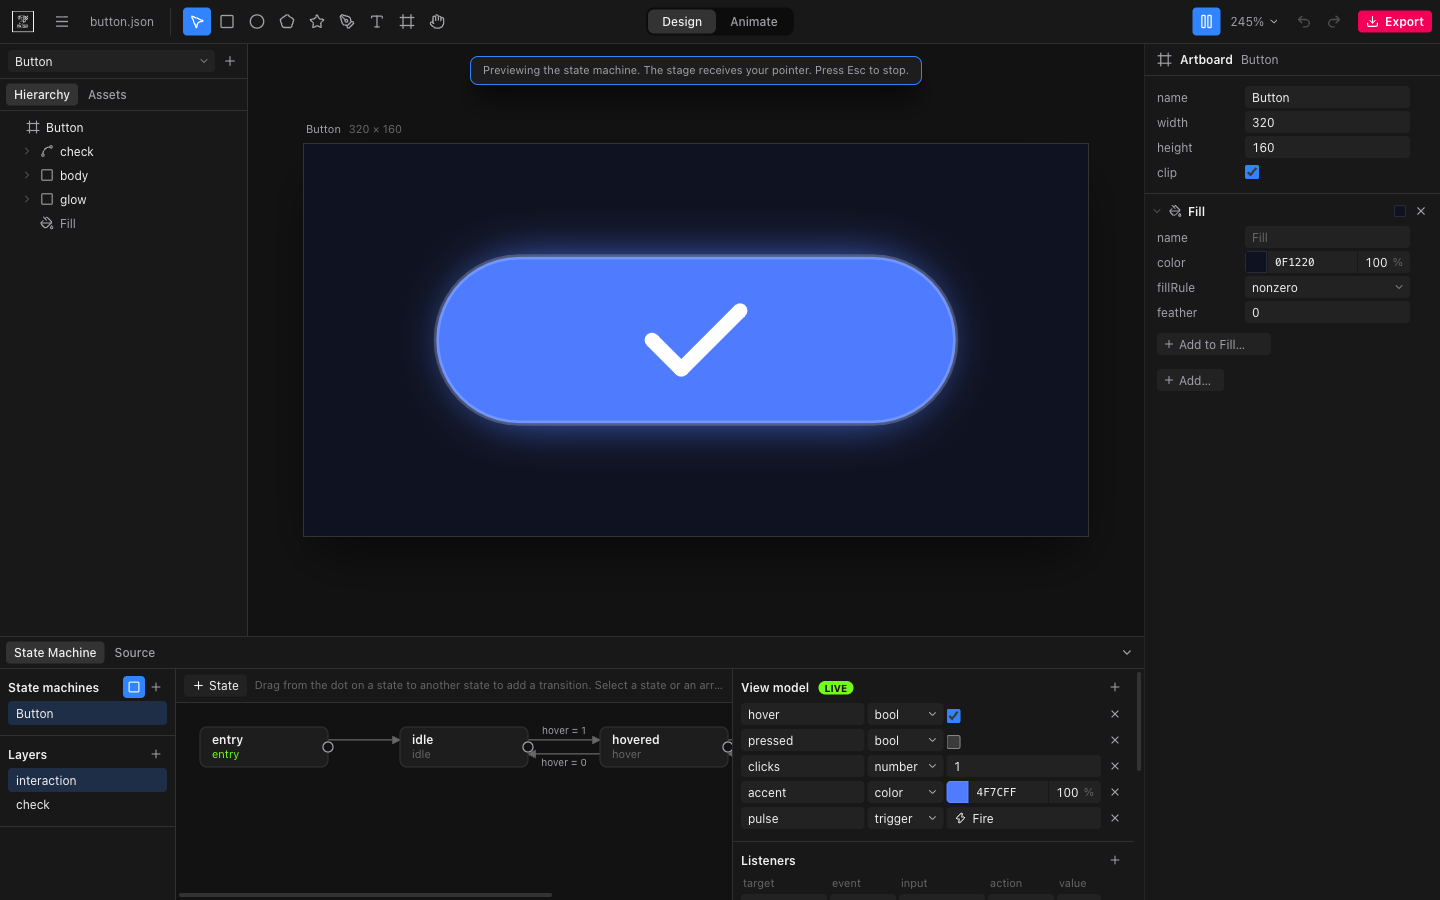 button.json
Design
Animate
245%
Export
Button
Hierarchy
Assets
Button
check
body
glow
Fill
Previewing the state machine. The stage receives your pointer. Press Esc to stop.
Button 320 × 160
Artboard Button
name Button
width 320
height 160
clip
Fill
name Fill
color 0F1220 100 %
fillRule nonzero
feather 0
+ Add to Fill...
+ Add...
State Machine
Source
State machines
Button
Layers
interaction
check
+ State
Drag from the dot on a state to another state to add a transition. Select a state or an arr...
entry
entry
idle
idle
hover = 1
hover = 0
hovered
hover
View model LIVE
hover bool
pressed bool
clicks number 1
accent color 4F7CFF 100 %
pulse trigger Fire
Listeners
target event input action value